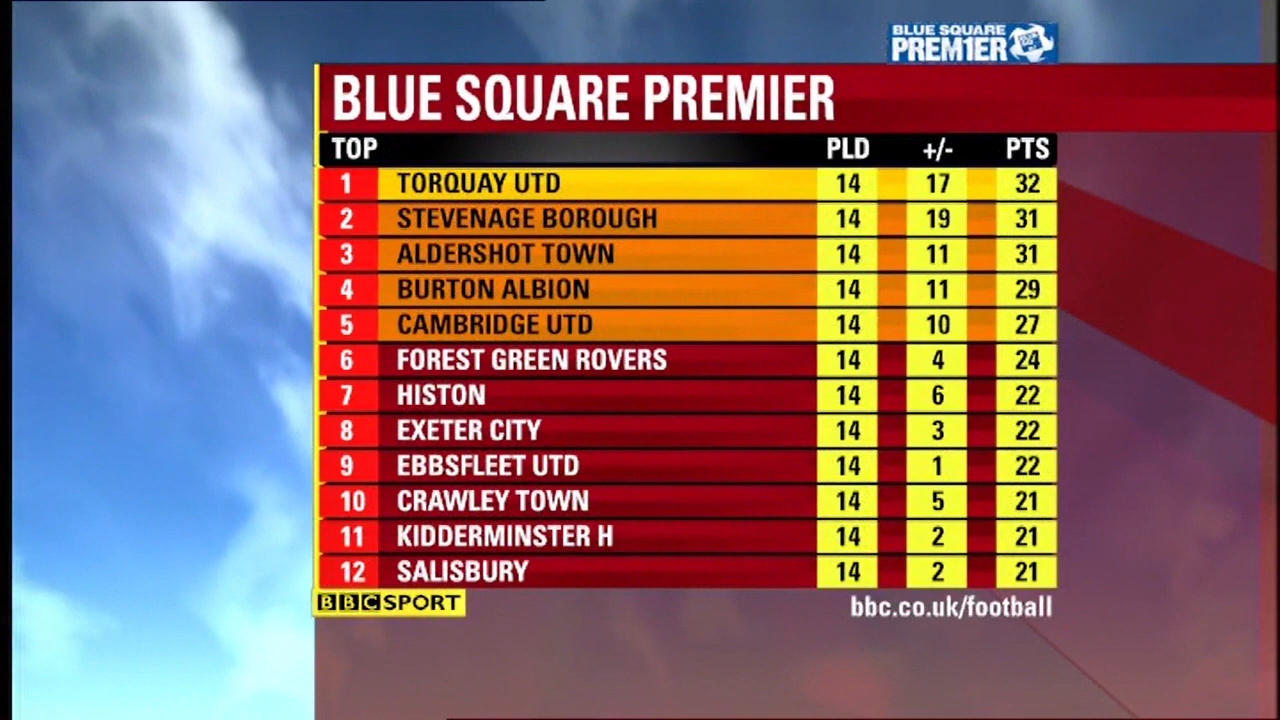 BLUE SQUARE
PREM1ER
BLUE SQUARE PREMIER
TOP PLD +/- PTS
1 TORQUAY UTD 14 17 32
2 STEVENAGE BOROUGH 14 19 31
3 ALDERSHOT TOWN 14 11 31
4 BURTON ALBION 14 11 29
5 CAMBRIDGE UTD 14 10 27
6 FOREST GREEN ROVERS 14 4 24
7 HISTON 14 6 22
8 EXETER CITY 14 3 22
9 EBBSFLEET UTD 14 1 22
10 CRAWLEY TOWN 14 5 21
11 KIDDERMINSTER H 14 2 21
12 SALISBURY 14 2 21
BBC SPORT bbc.co.uk/football